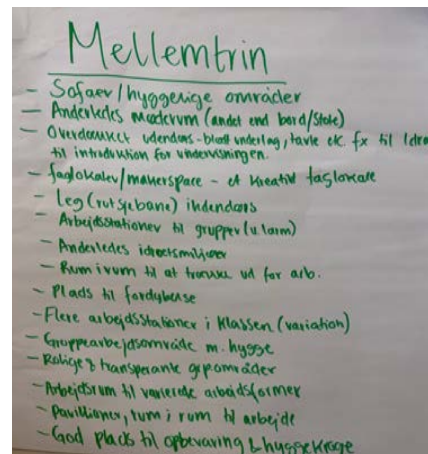 Mellemtrin
- Sofaer/hyggelige områder
- Anderledes møderum (andet end bord/stole)
- Overdækket udendørs - blødt underlag, tavle etc. fx til Idræt
til introduktion for undervisningen.
- faglokaler/makerspace - et kreativt faglokale
- Leg (rutsjebane) indendørs
- Arbejdsstationer til grupper (u. larm)
- Anderledes idrætsmiljøer
- Rum i rum til at trække ud for arb.
- Plads til fordybelse
- Flere arbejdsstationer i klassen (variation)
- Gruppearbejdsområde m. hygge
- Rolige & transparante grp.områder
- Arbejdsrum til varierede arbejdsformer
- Pavillioner, rum i rum til arbejde
- God plads til opbevaring & hyggekroge